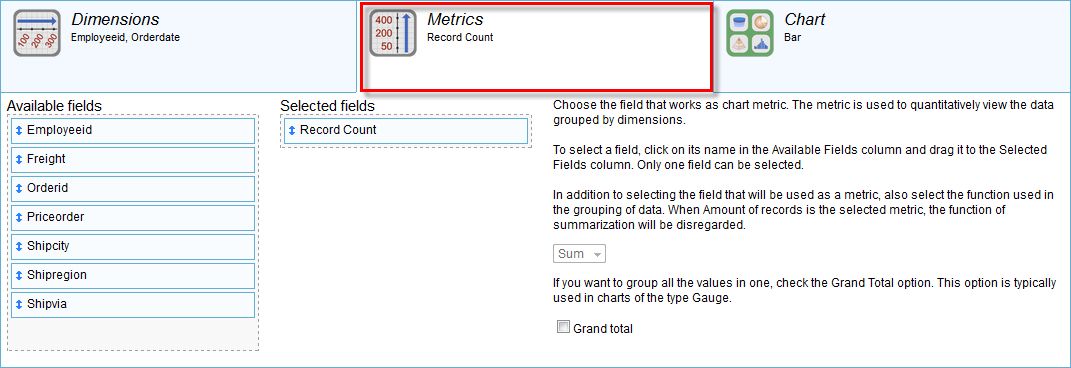 Dimensions
Employeeid, Orderdate
400
200
50
100
200
300
Metrics
Record Count
Chart
Bar
Available fields
Employeeid
Freight
Orderid
Priceorder
Shipcity
Shipregion
Shipvia
Selected fields
Record Count
Choose the field that works as chart metric. The metric is used to quantitatively view the data
grouped by dimensions.
To select a field, click on its name in the Available Fields column and drag it to the Selected
Fields column. Only one field can be selected.
In addition to selecting the field that will be used as a metric, also select the function used in
the grouping of data. When Amount of records is the selected metric, the function of
summarization will be disregarded.
Sum
If you want to group all the values in one, check the Grand Total option. This option is typically
used in charts of the type Gauge.
Grand total